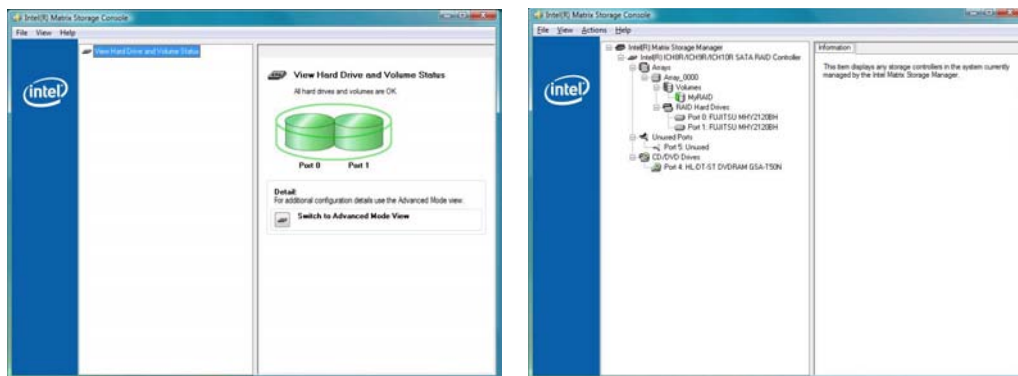 Intel(R) Matrix Storage Console
File View Help
View Hard Drive and Volume Status
intel
View Hard Drive and Volume Status
All hard drives and volumes are OK.
Port 0 Port 1
Detail:
For additional configuration details use the Advanced Mode view.
Switch to Advanced Mode View
Intel(R) Matrix Storage Console
File View Actions Help
intel
Intel(R) Matrix Storage Manager
Intel(R) ICH8R/ICH9R/ICH10R SATA RAID Controller
Arrays
Array_0000
Volumes
MyRAID
RAID Hard Drives
Port 0: FUJITSU MHY2120BH
Port 1: FUJITSU MHY2120BH
Unused Ports
Port 5: Unused
CD/DVD Drives
Port 4: HL-DT-ST DVDRAM GSA-T50N
Information
This item displays any storage controllers in the system currently
managed by the Intel Matrix Storage Manager.